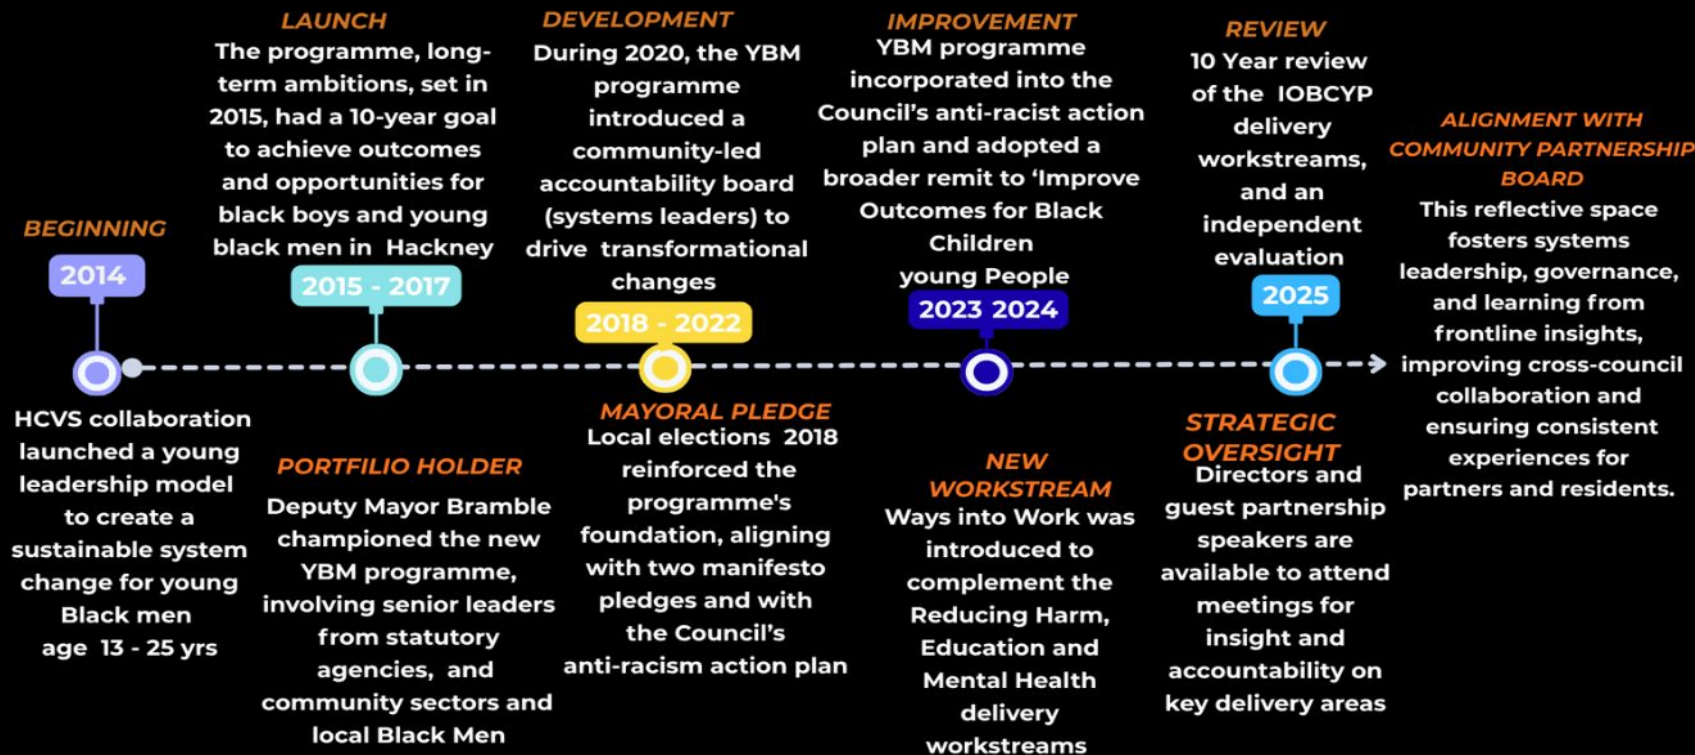 BEGINNING
2014
HCVS collaboration
launched a young
leadership model
to create a
sustainable system
change for young
Black men
age 13 - 25 yrs
LAUNCH
The programme, long-
term ambitions, set in
2015, had a 10-year goal
to achieve outcomes
and opportunities for
black boys and young
black men in Hackney
2015 - 2017
PORTFILIO HOLDER
Deputy Mayor Bramble
championed the new
YBM programme,
involving senior leaders
from statutory
agencies, and
community sectors and
local Black Men
DEVELOPMENT
During 2020, the YBM
programme
introduced a
community-led
accountability board
(systems leaders) to
drive transformational
changes
2018 - 2022
MAYORAL PLEDGE
Local elections 2018
reinforced the
programme's
foundation, aligning
with two manifesto
pledges and with
the Council's
anti-racism action plan
IMPROVEMENT
YBM programme
incorporated into the
Council's anti-racist action
plan and adopted a
broader remit to ‘Improve
Outcomes for Black
Children
young People
2023 2024
NEW
WORKSTREAM
Ways into Work was
introduced to
complement the
Reducing Harm,
Education and
Mental Health
delivery
workstreams
REVIEW
10 Year review
of the IOBCYP
delivery
workstreams,
and an
independent
evaluation
2025
STRATEGIC
OVERSIGHT
Directors and
guest partnership
speakers are
available to attend
meetings for
insight and
accountability on
key delivery areas
ALIGNMENT WITH
COMMUNITY PARTNERSHIP
BOARD
This reflective space
fosters systems
leadership, governance,
and learning from
frontline insights,
improving cross-council
collaboration and
ensuring consistent
experiences for
partners and residents.